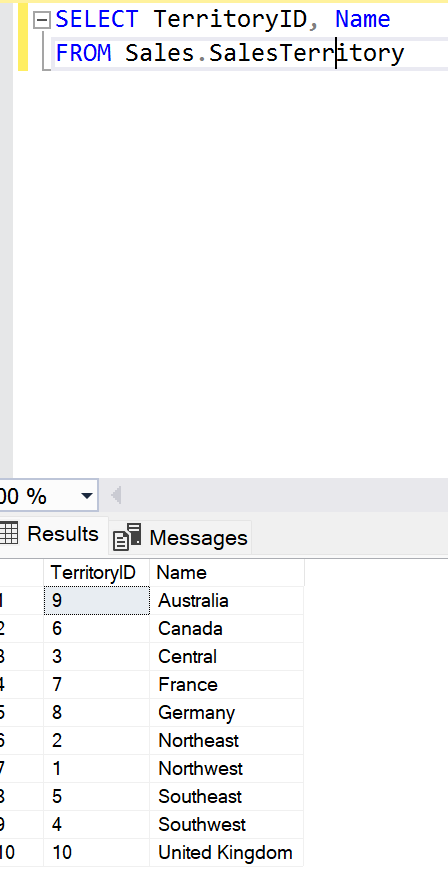 SELECT TerritoryID, Name
FROM Sales.SalesTerritory
00 %
Results Messages
TerritoryID Name
1 9 Australia
2 6 Canada
3 3 Central
4 7 France
5 8 Germany
6 2 Northeast
7 1 Northwest
8 5 Southeast
9 4 Southwest
10 10 United Kingdom